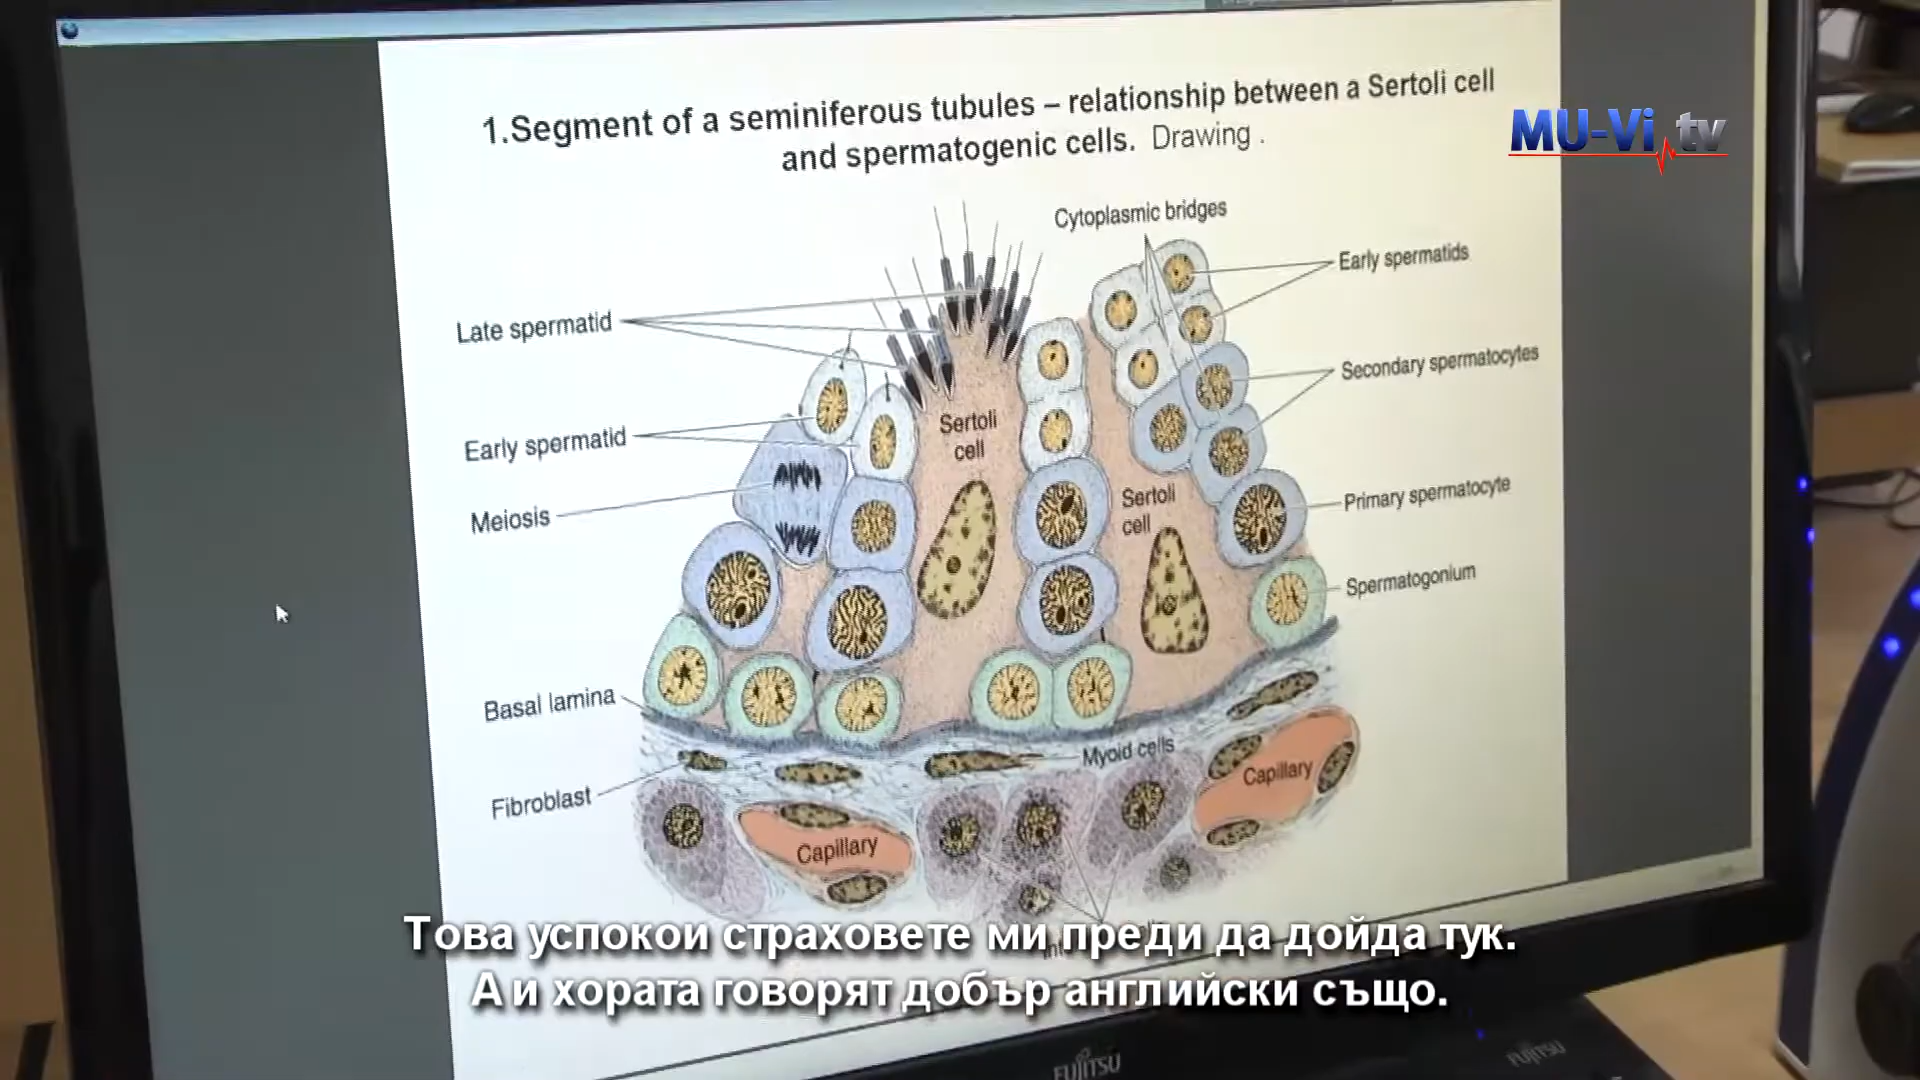 1.Segment of a seminiferous tubules – relationship between a Sertoli cell
and spermatogenic cells. Drawing .
MU-Vi.tv
Cytoplasmic bridges
Early spermatids
Late spermatid
Secondary spermatocytes
Early spermatid
Sertoli
cell
Sertoli
cell
Meiosis
Primary spermatocyte
Spermatogonium
Basal lamina
Myoid cells
Fibroblast
Capillary
Capillary
Това успокои страховете ми преди да дойда тук.
А и хората говорят добър английски също.
FUJITSU
FUJITSU